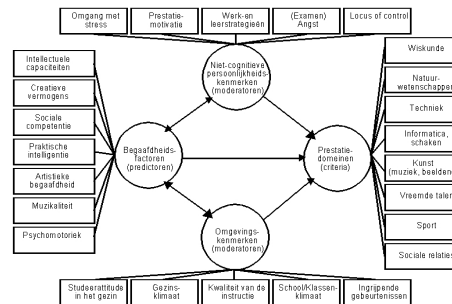 Omgang met
stress
Prestatie-
motivatie
Werk-en
leerstrategieën
(Examen)
Angst
Locus of control
Intellectuele
capaciteiten
Creatieve
vermogens
Sociale
competentie
Praktische
intelligentie
Artistieke
begaafdheid
Muzikaliteit
Psychomotoriek
Niet-cognitieve
persoonlijkheids-
kenmerken
(moderatoren)
Begaafdheids-
factoren
(predictoren)
Prestatie-
domeinen
(criteria)
Omgevings-
kenmerken
(moderatoren)
Wiskunde
Natuur-
wetenschappen
Techniek
Informatica,
schaken
Kunst
(muziek, beeldend
Vreemde talen
Sport
Sociale relaties
Studeerattitude
in het gezin
Gezins-
klimaat
Kwaliteit van de
instructie
School/Klassen-
klimaat
Ingrijpende
gebeurtenissen